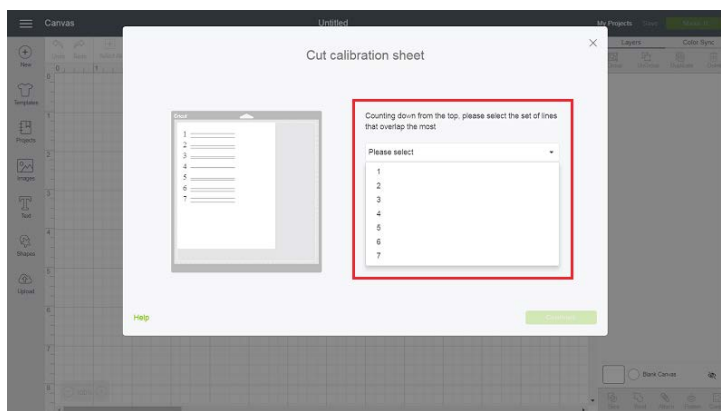 Canvas
Untitled
My Projects
Layers
Color Sync
New
Templates
Projects
Images
Text
Shapes
Upload
Cut calibration sheet
Cricut
1
2
3
4
5
6
7
Counting down from the top, please select the set of lines
that overlap the most
Please select
1
2
3
4
5
6
7
Help
Continue
Blank Canvas